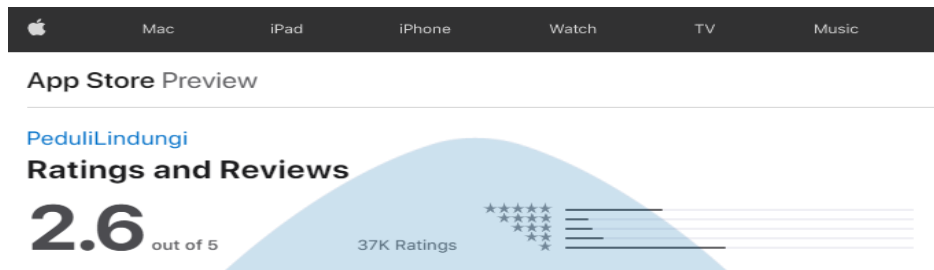 Mac iPad iPhone Watch TV Music
App Store Preview
PeduliLindungi
Ratings and Reviews
2.6 out of 5 37K Ratings